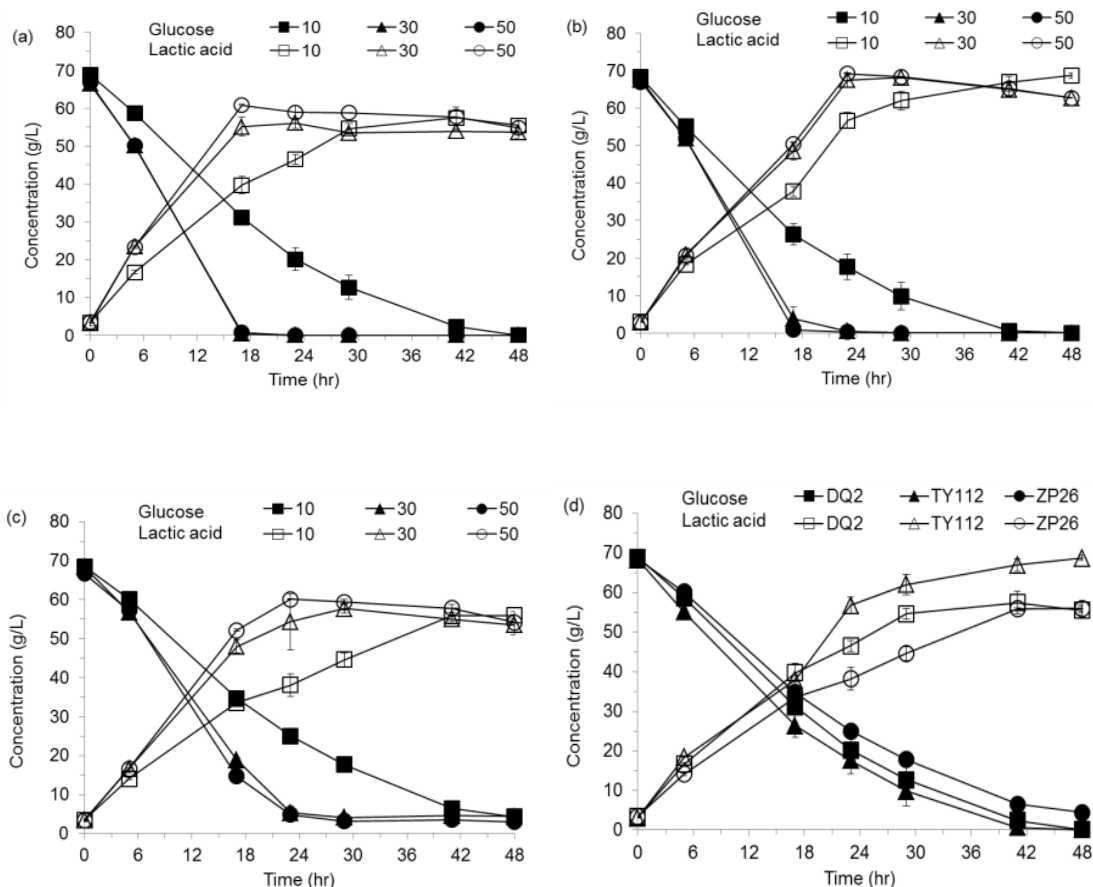 (a)
Glucose 10 30 50
Lactic acid 10 30 50
80
70
60
50
40
30
20
10
0
Concentration (g/L)
0 6 12 18 24 30 36 42 48
Time (hr)
(b)
Glucose 10 30 50
Lactic acid 10 30 50
80
70
60
50
40
30
20
10
0
Concentration (g/L)
0 6 12 18 24 30 36 42 48
Time (hr)
(c)
Glucose 10 30 50
Lactic acid 10 30 50
80
70
60
50
40
30
20
10
0
Concentration (g/L)
0 6 12 18 24 30 36 42 48
Time (hr)
(d)
Glucose DQ2 TY112 ZP26
Lactic acid DQ2 TY112 ZP26
80
70
60
50
40
30
20
10
0
Concentration (g/L)
0 6 12 18 24 30 36 42 48
Time (hr)